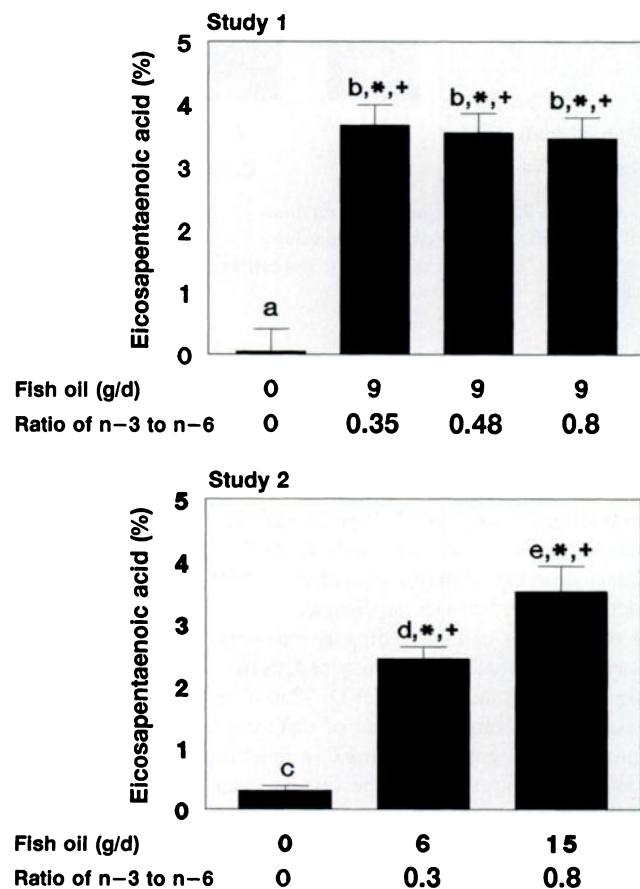 Study 1
Eicosapentaenoic acid (%)
5
4
3
2
1
0
a
b,*,+
b,*,+
b,*,+
Fish oil (g/d) 0 9 9 9
Ratio of n−3 to n−6 0 0.35 0.48 0.8
Study 2
Eicosapentaenoic acid (%)
5
4
3
2
1
0
c
d,*,+
e,*,+
Fish oil (g/d) 0 6 15
Ratio of n−3 to n−6 0 0.3 0.8